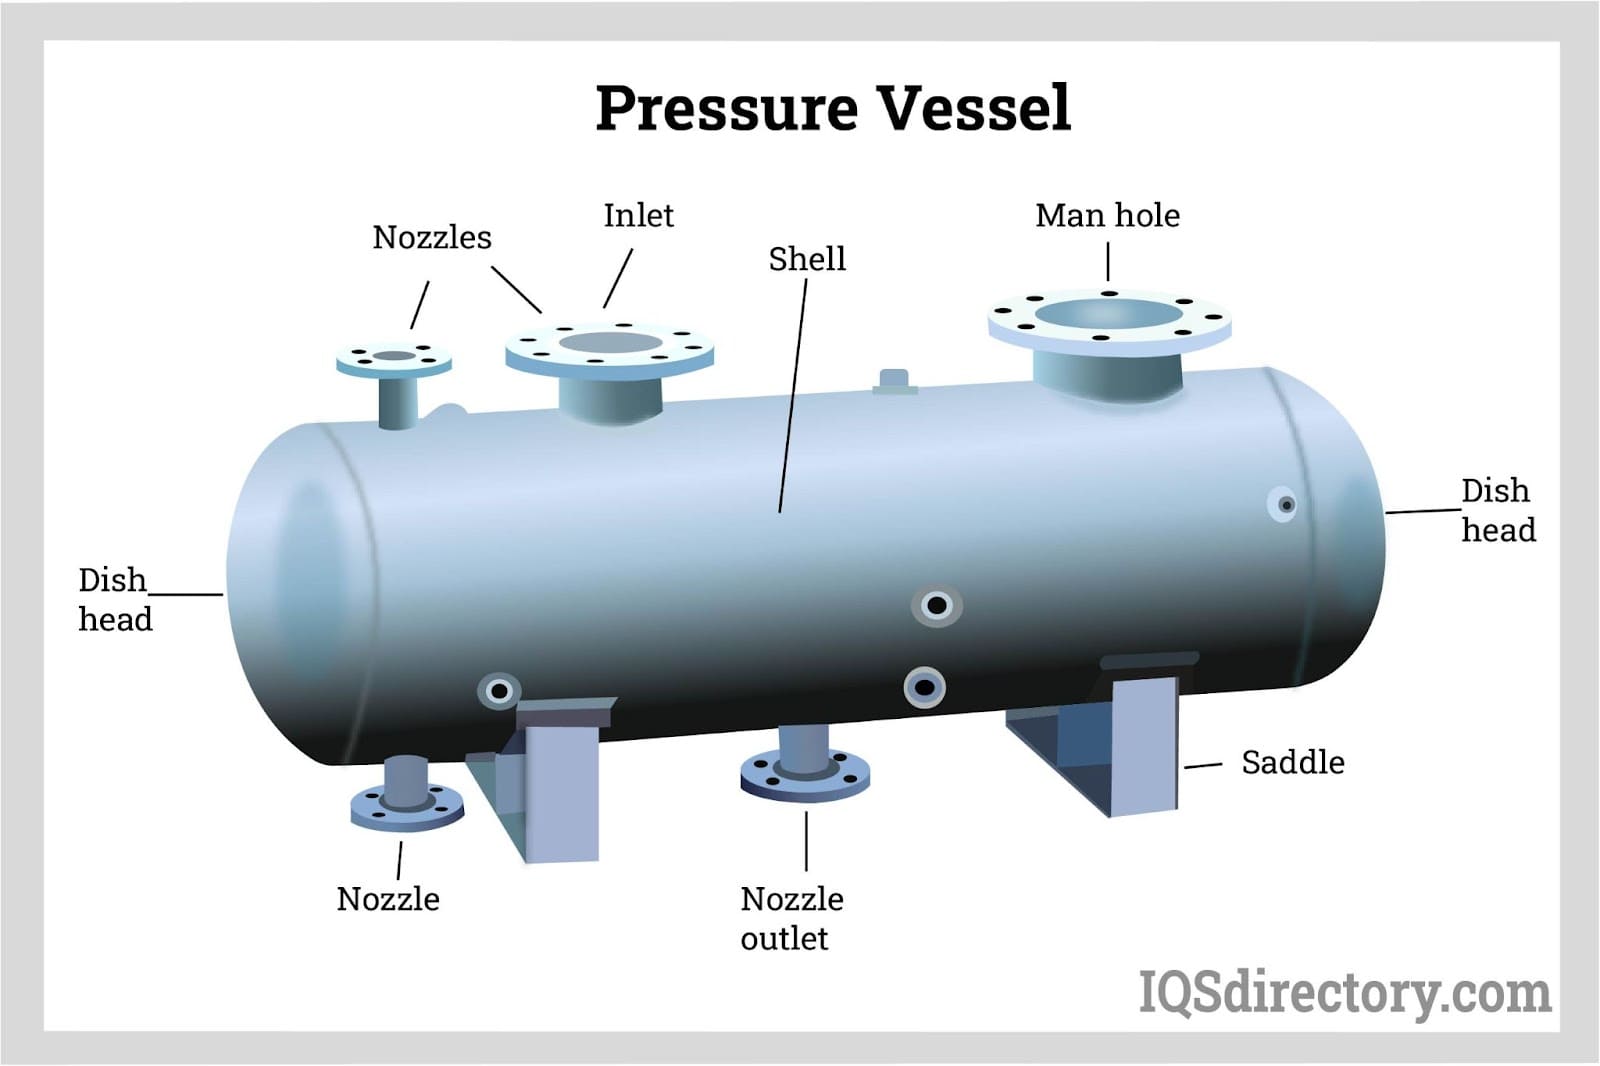 Pressure Vessel
Nozzles
Inlet
Shell
Man hole
Dish
head
Dish
head
Saddle
Nozzle
Nozzle
outlet
IQSdirectory.com